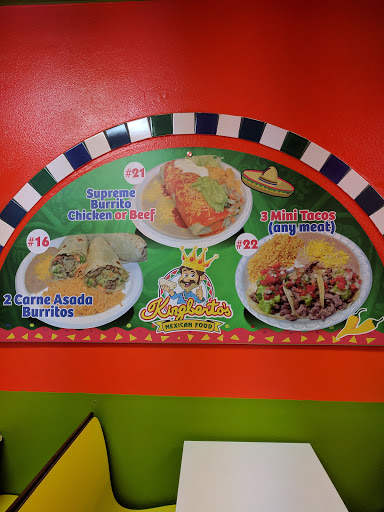 #21
Supreme
Burrito
Chicken or Beef
#16
2 Carne Asada
Burritos
3 Mini Tacos
(any meat)
#22
Kingberto's
MEXICAN FOOD